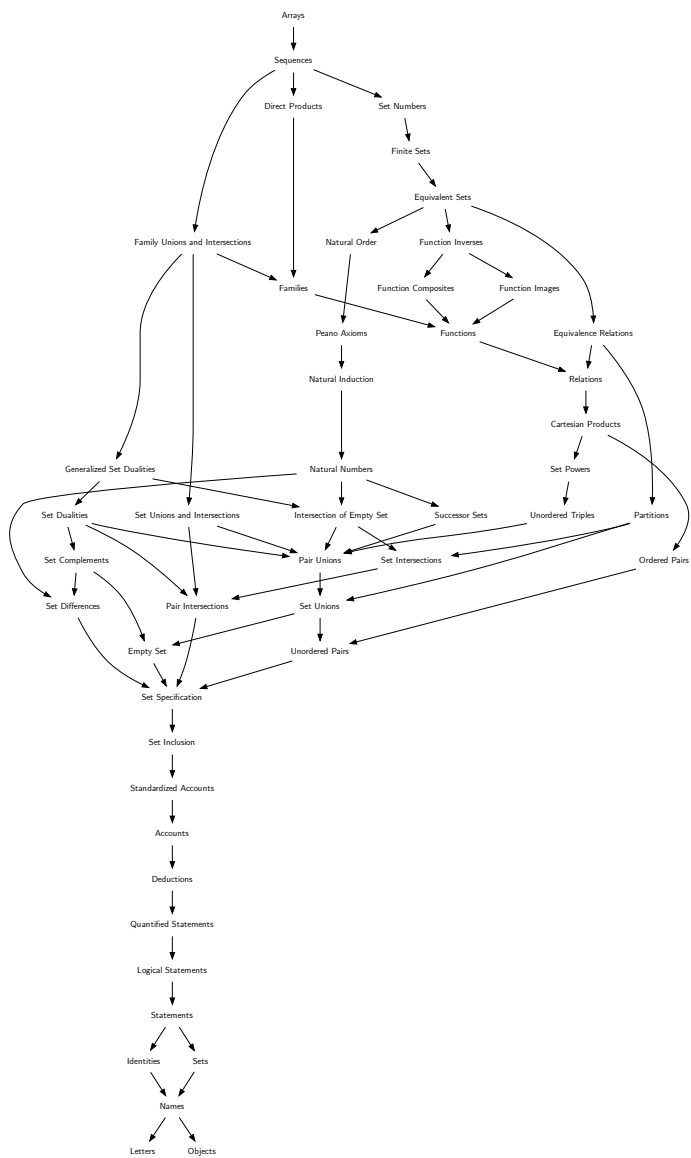 Arrays
Sequences
Direct Products
Set Numbers
Finite Sets
Equivalent Sets
Family Unions and Intersections
Natural Order
Function Inverses
Families
Function Composites
Function Images
Peano Axioms
Functions
Equivalence Relations
Natural Induction
Relations
Cartesian Products
Generalized Set Dualities
Natural Numbers
Set Powers
Set Dualities
Set Unions and Intersections
Intersection of Empty Set
Successor Sets
Unordered Triples
Partitions
Set Complements
Pair Unions
Set Intersections
Ordered Pairs
Set Differences
Pair Intersections
Set Unions
Empty Set
Unordered Pairs
Set Specification
Set Inclusion
Standardized Accounts
Accounts
Deductions
Quantified Statements
Logical Statements
Statements
Identities
Sets
Names
Letters
Objects